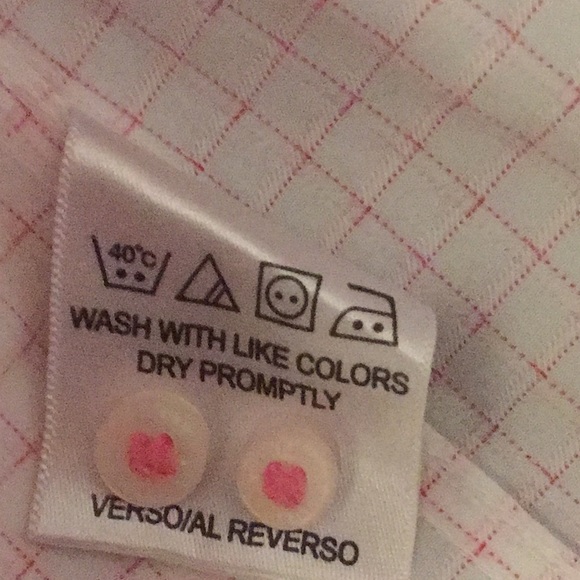 40°C
WASH WITH LIKE COLORS
DRY PROMPTLY
VERSO/AL REVERSO